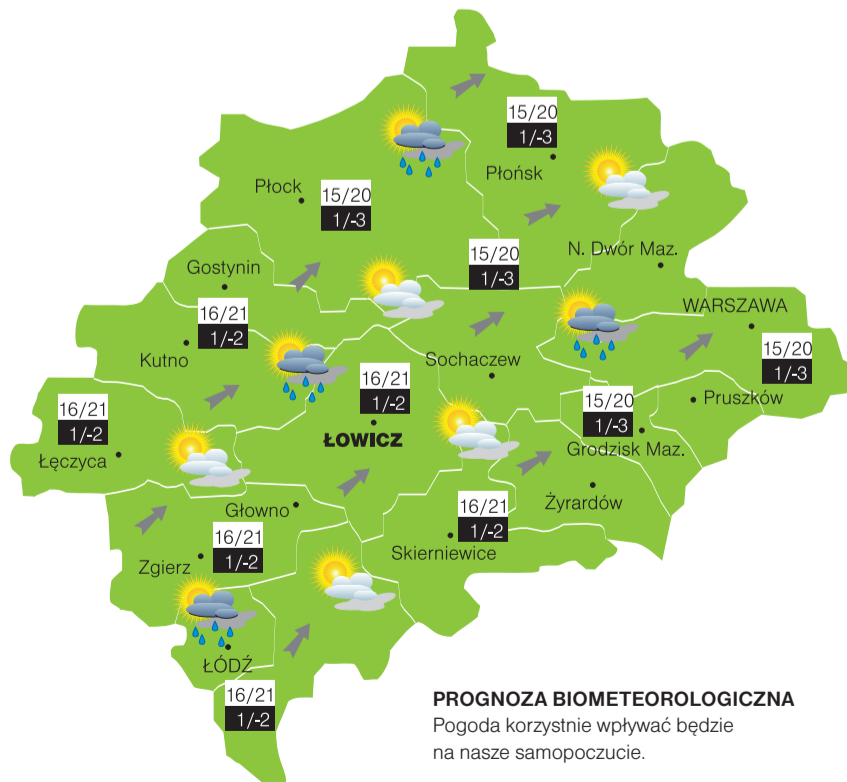 15/20
1/-3
Płońsk
Płock
15/20
1/-3
15/20
1/-3
N. Dwór Maz.
Gostynin
16/21
1/-2
Kutno
WARSZAWA
15/20
1/-3
Sochaczew
16/21
1/-2
ŁOWICZ
16/21
1/-2
Łęczyca
Pruszków
15/20
1/-3
Grodzisk Maz.
Żyrardów
Głowno
16/21
1/-2
Skierniewice
16/21
1/-2
Zgierz
ŁÓDŹ
16/21
1/-2
PROGNOZA BIOMETEOROLOGICZNA
Pogoda korzystnie wpływać będzie
na nasze samopoczucie.